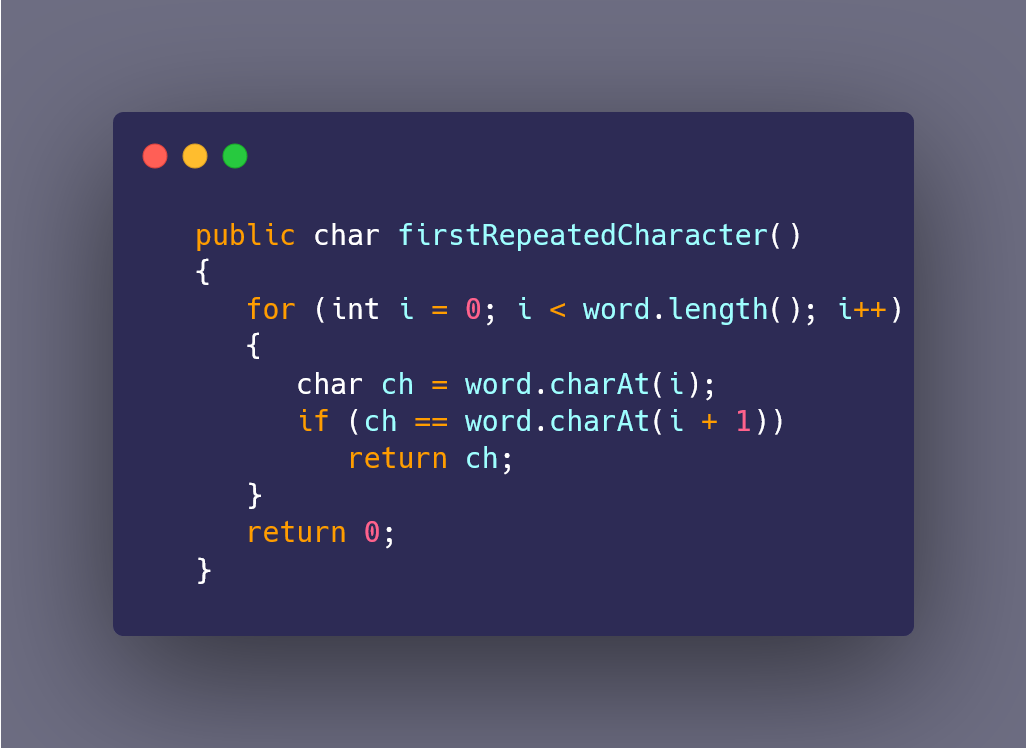 public char firstRepeatedCharacter()
{
   for (int i = 0; i < word.length(); i++)
   {
      char ch = word.charAt(i);
      if (ch == word.charAt(i + 1))
         return ch;
   }
   return 0;
}